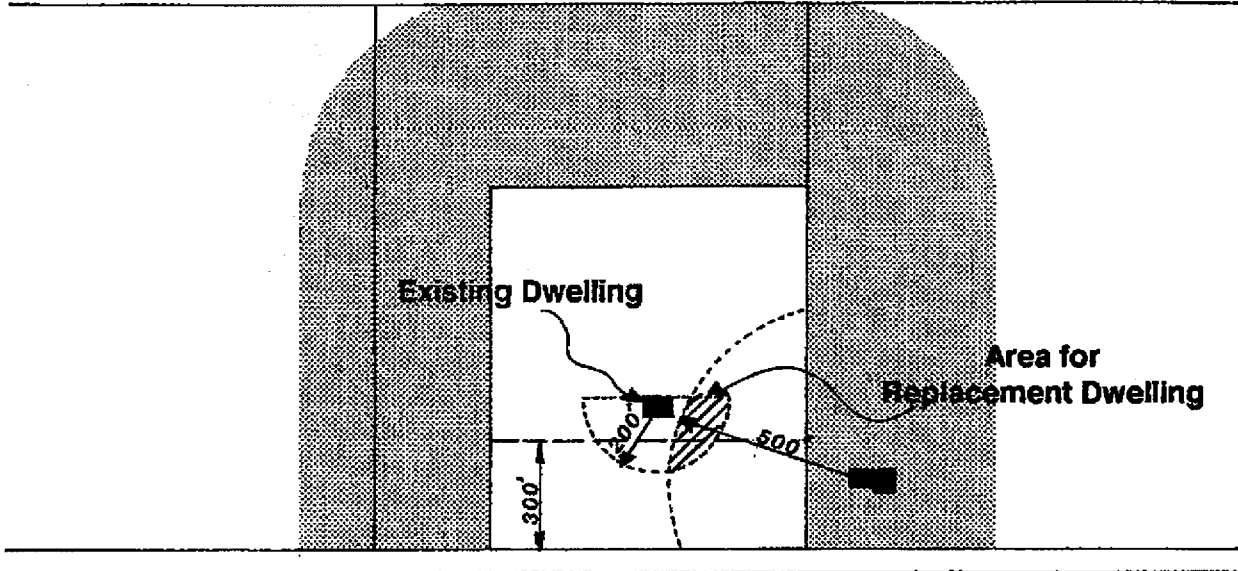 Existing Dwelling
Area for
Replacement Dwelling
200'
500'
300'